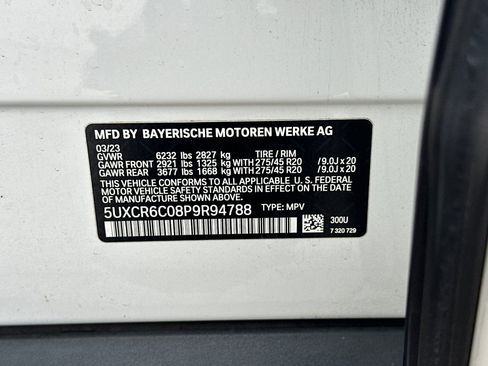 MFD BY BAYERISCHE MOTOREN WERKE AG
03/23
GVWR 6232 lbs 2827 kg TIRE / RIM
GAWR FRONT 2921 lbs 1325 kg WITH 275/45 R20 /9.0J x 20
GAWR REAR 3677 lbs 1668 kg WITH 275/45 R20 /9.0J x 20
THIS VEHICLE CONFORMS TO ALL APPLICABLE U.S. FEDERAL
MOTOR VEHICLE SAFETY STANDARDS IN EFFECT ON THE
DATE OF MANUFACTURE SHOWN ABOVE.
5UXCR6C08P9R94788 TYPE: MPV
300U
7 320 729